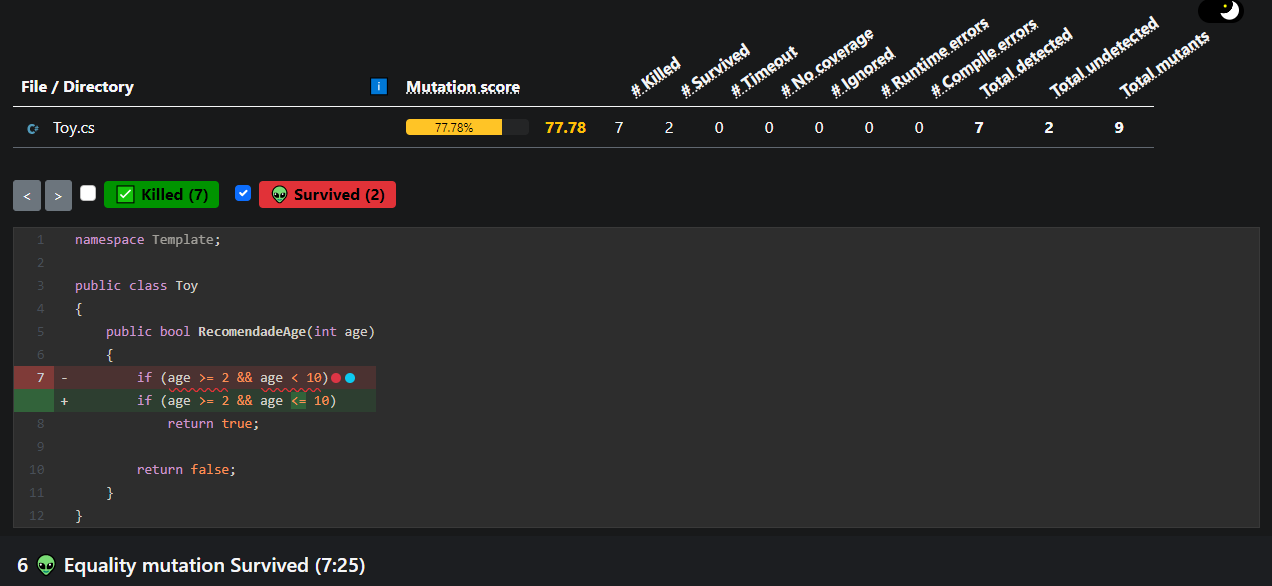 File / Directory i Mutation score # Killed # Survived # Timeout # No coverage # Ignored # Runtime errors # Compile errors Total detected Total undetected Total mutants
Toy.cs 77.78% 77.78 7 2 0 0 0 0 0 7 2 9
< > Killed (7) Survived (2)
1 namespace Template;
2
3 public class Toy
4 {
5 public bool RecomendadeAge(int age)
6 {
7 - if (age >= 2 && age < 10)
+ if (age >= 2 && age <= 10)
8 return true;
9
10 return false;
11 }
12 }
6 👽 Equality mutation Survived (7:25)